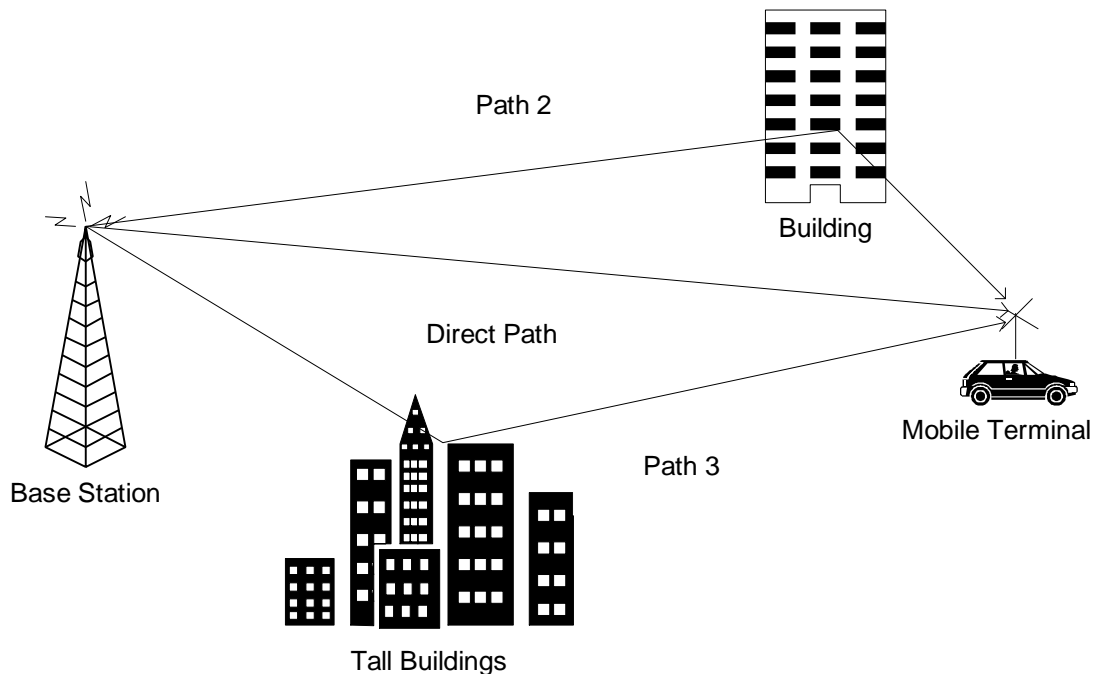 Path 2
Building
Direct Path
Mobile Terminal
Path 3
Base Station
Tall Buildings